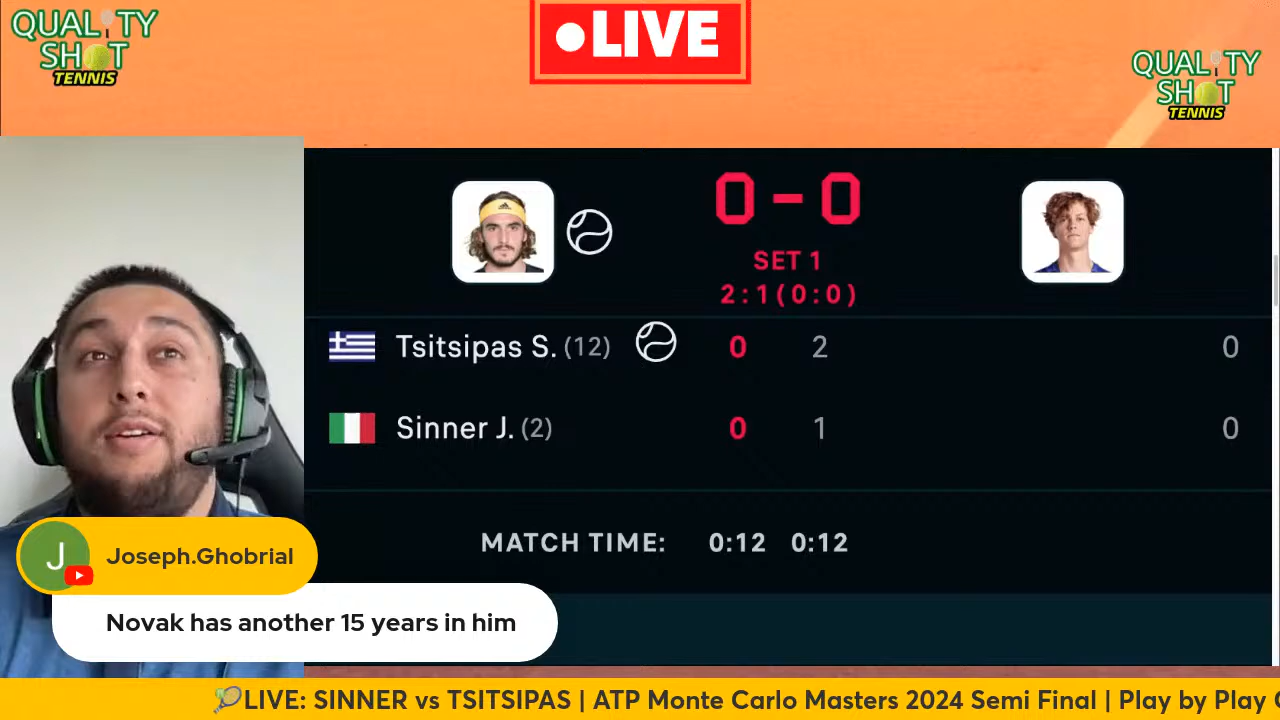 QUALITY
SHOT
TENNIS
LIVE
QUALITY
SHOT
TENNIS
0-0
SET 1
2:1(0:0)
Tsitsipas S. (12) 0 2 0
Sinner J. (2) 0 1 0
MATCH TIME: 0:12 0:12
J Joseph.Ghobrial
Novak has another 15 years in him
LIVE: SINNER vs TSITSIPAS | ATP Monte Carlo Masters 2024 Semi Final | Play by Play